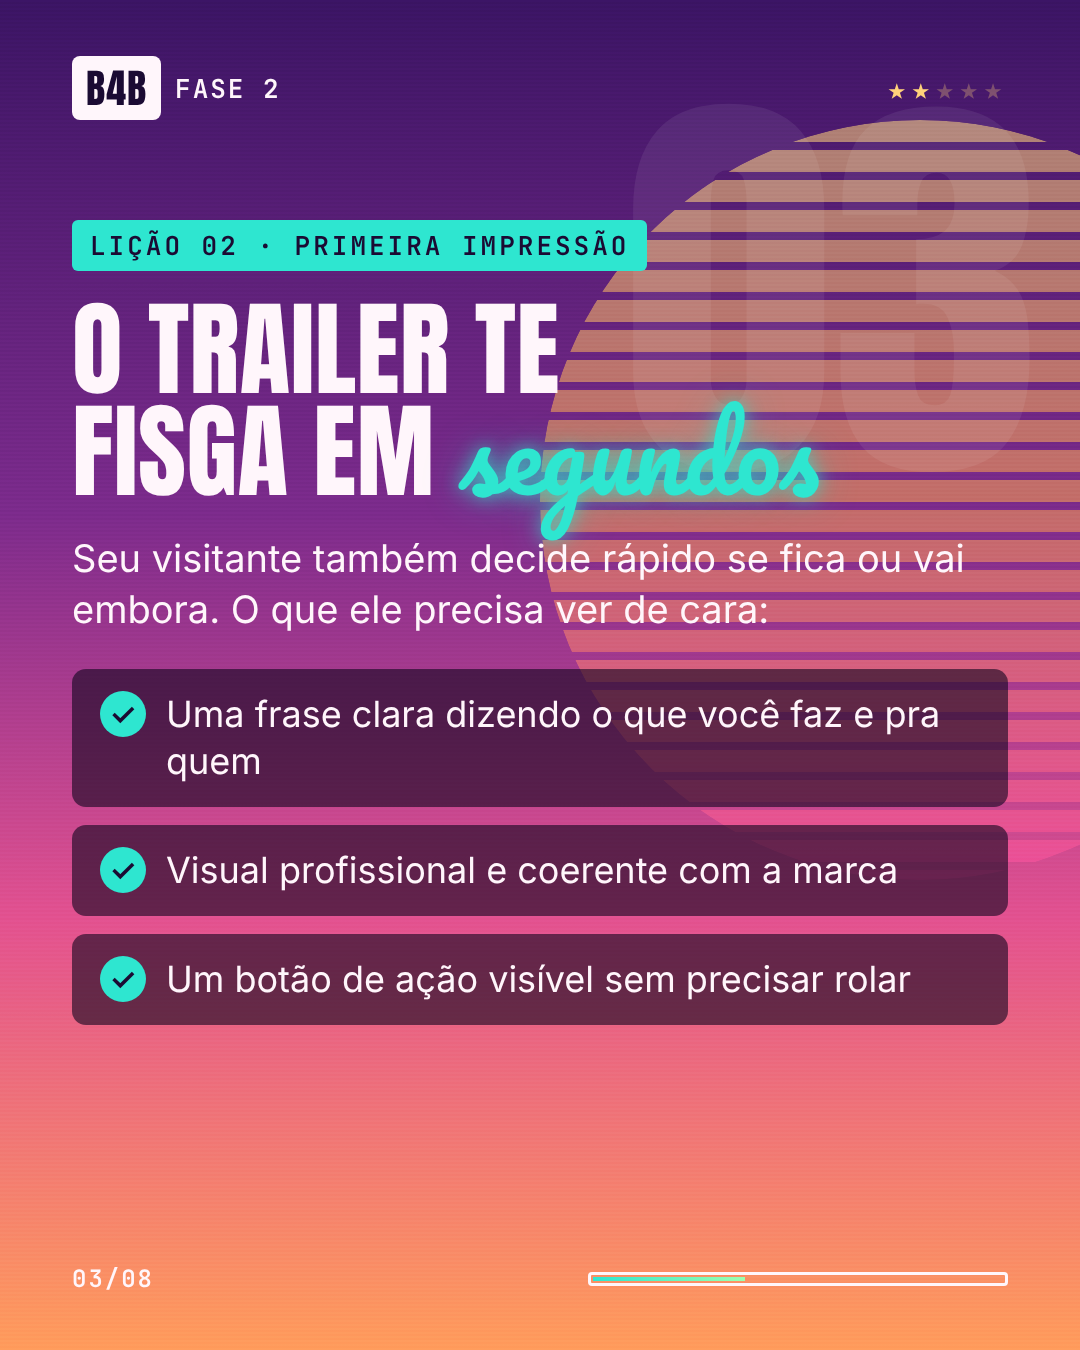 B4B FASE 2
★★★★★
03
LIÇÃO 02 · PRIMEIRA IMPRESSÃO
O TRAILER TE
FISGA EM segundos
Seu visitante também decide rápido se fica ou vai
embora. O que ele precisa ver de cara:
Uma frase clara dizendo o que você faz e pra
quem
Visual profissional e coerente com a marca
Um botão de ação visível sem precisar rolar
03/08